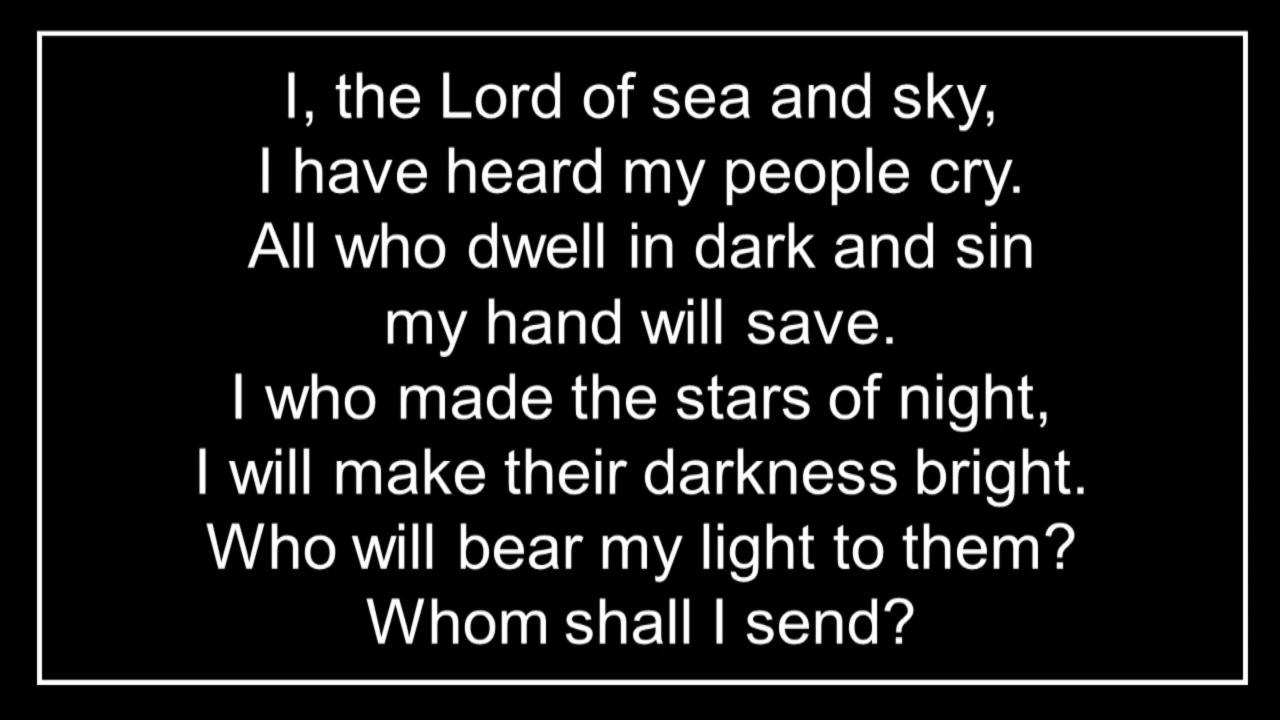 I, the Lord of sea and sky,
I have heard my people cry.
All who dwell in dark and sin
my hand will save.
I who made the stars of night,
I will make their darkness bright.
Who will bear my light to them?
Whom shall I send?